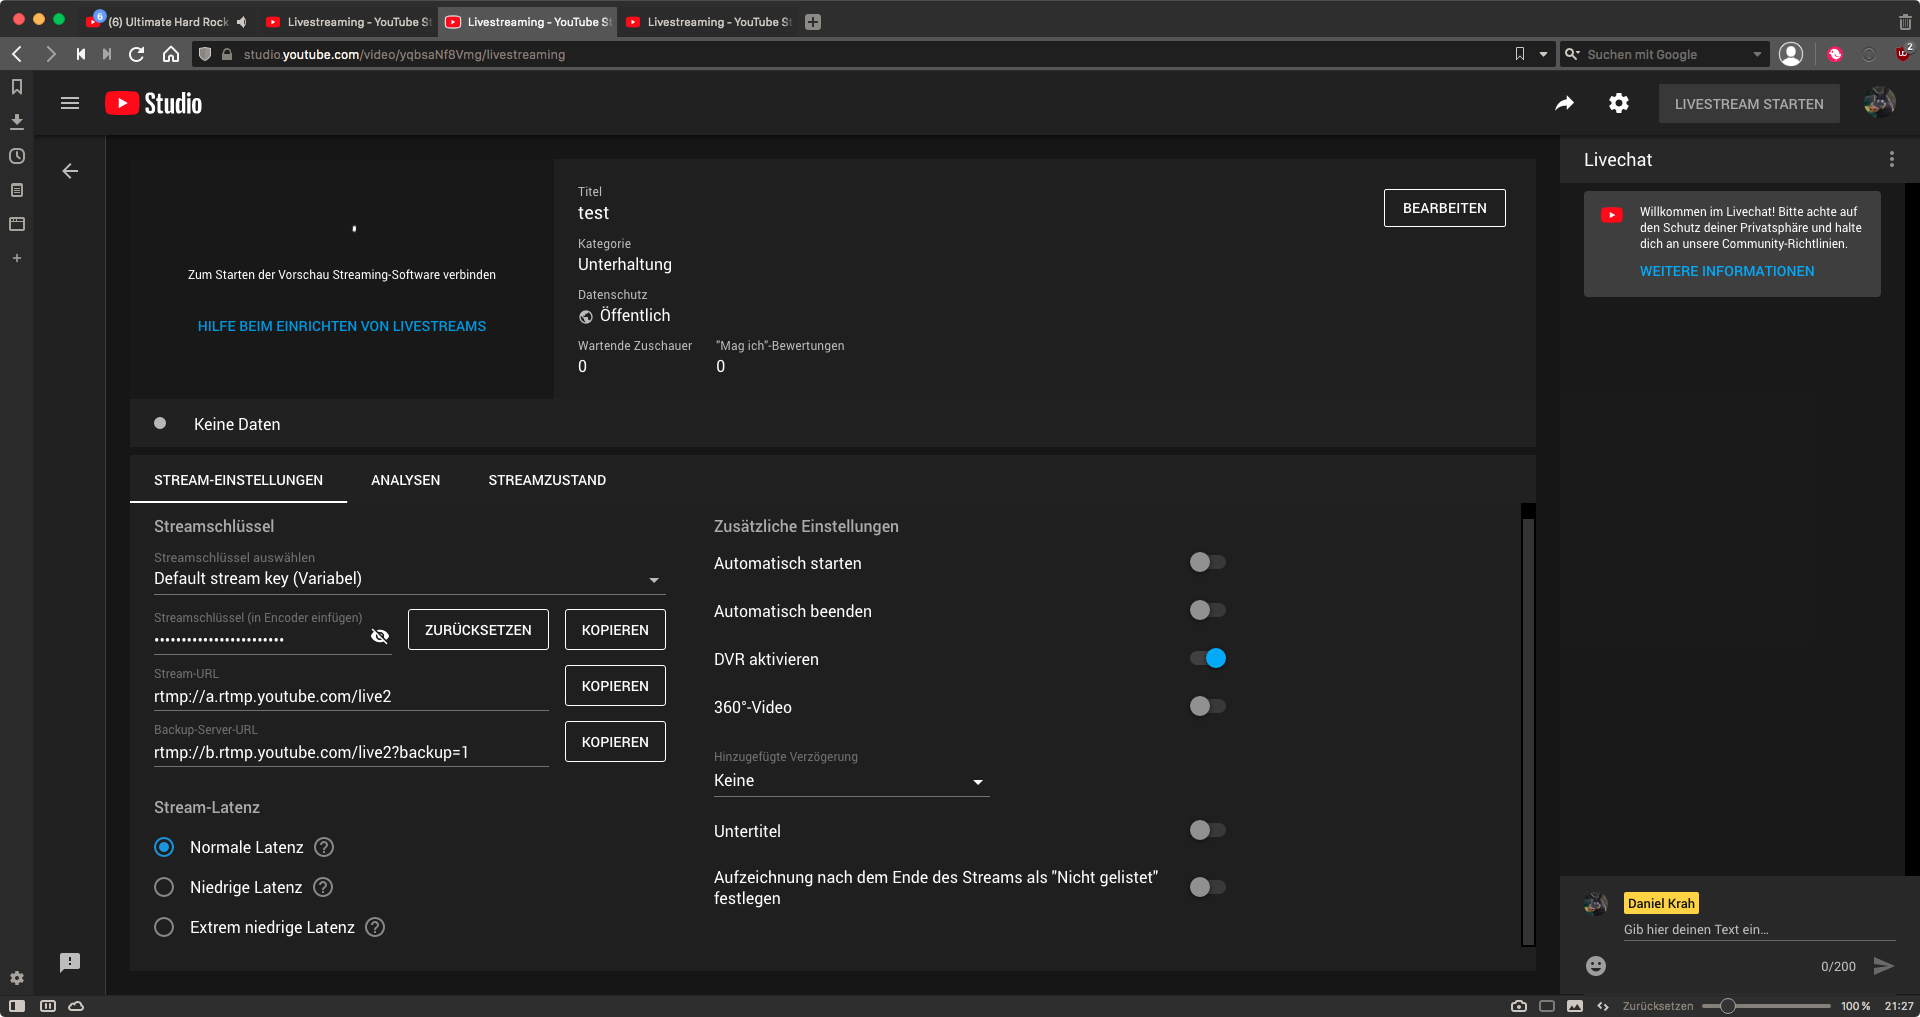 (6) Ultimate Hard Rock
6
Livestreaming - YouTube S
Livestreaming - YouTube S
Livestreaming - YouTube S
studio.youtube.com/video/yqbsaNf8Vmg/livestreaming
Suchen mit Google
2
Studio
LIVESTREAM STARTEN
Zum Starten der Vorschau Streaming-Software verbinden
HILFE BEIM EINRICHTEN VON LIVESTREAMS
Titel
test
BEARBEITEN
Kategorie
Unterhaltung
Datenschutz
Öffentlich
Wartende Zuschauer
0
"Mag ich"-Bewertungen
0
Keine Daten
STREAM-EINSTELLUNGEN
ANALYSEN
STREAMZUSTAND
Streamschlüssel
Streamschlüssel auswählen
Default stream key (Variabel)
Streamschlüssel (in Encoder einfügen)
••••••••••••••••••••••••
ZURÜCKSETZEN
KOPIEREN
Stream-URL
rtmp://a.rtmp.youtube.com/live2
KOPIEREN
Backup-Server-URL
rtmp://b.rtmp.youtube.com/live2?backup=1
KOPIEREN
Stream-Latenz
Normale Latenz
Niedrige Latenz
Extrem niedrige Latenz
Zusätzliche Einstellungen
Automatisch starten
Automatisch beenden
DVR aktivieren
360°-Video
Hinzugefügte Verzögerung
Keine
Untertitel
Aufzeichnung nach dem Ende des Streams als "Nicht gelistet"
festlegen
Livechat
Willkommen im Livechat! Bitte achte auf
den Schutz deiner Privatsphäre und halte
dich an unsere Community-Richtlinien.
WEITERE INFORMATIONEN
Daniel Krah
Gib hier deinen Text ein...
0/200
Zurücksetzen
100 %
21:27